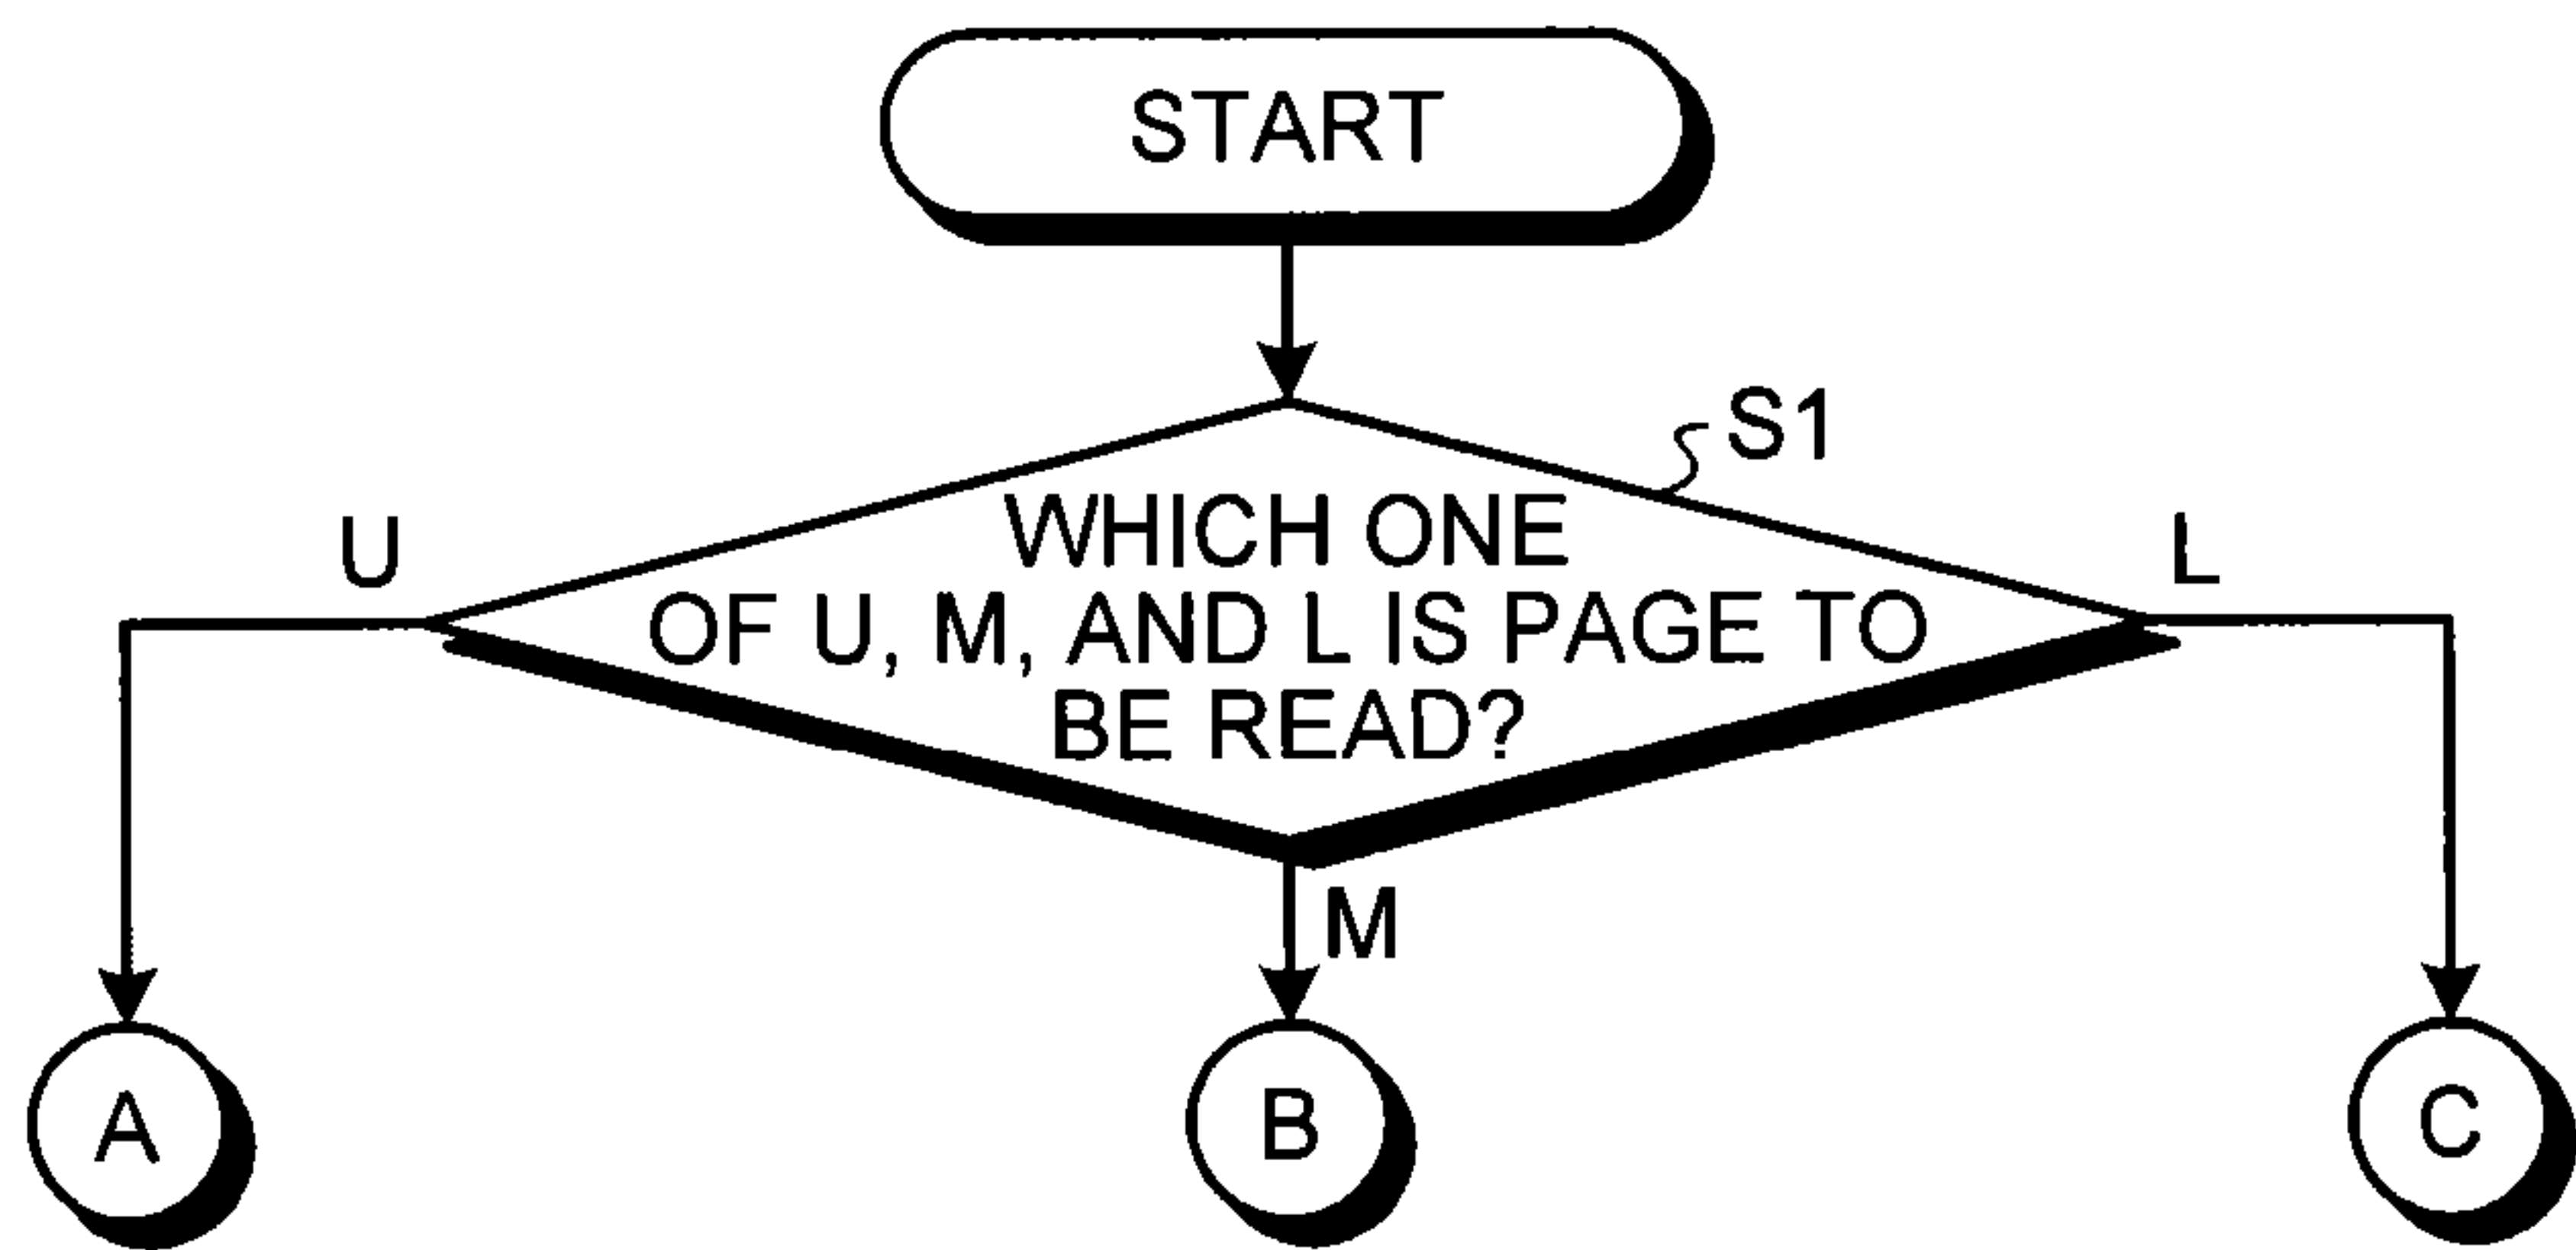 START
S1
WHICH ONE
U
L
OF U, M, AND L IS PAGE TO
BE READ?
M
A
B
C